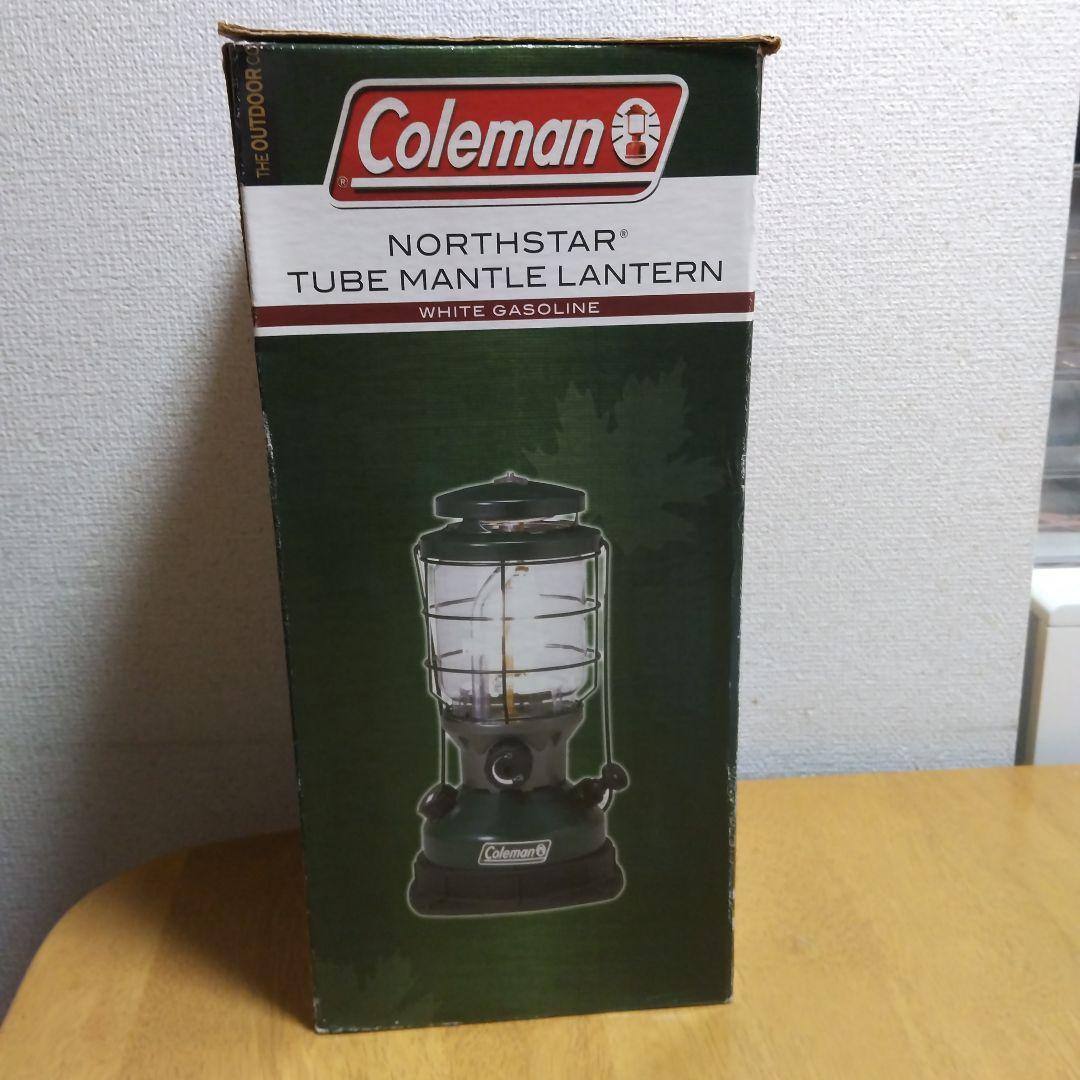 THE OUTDOOR CO
Coleman
®
NORTHSTAR®
TUBE MANTLE LANTERN
WHITE GASOLINE
Coleman